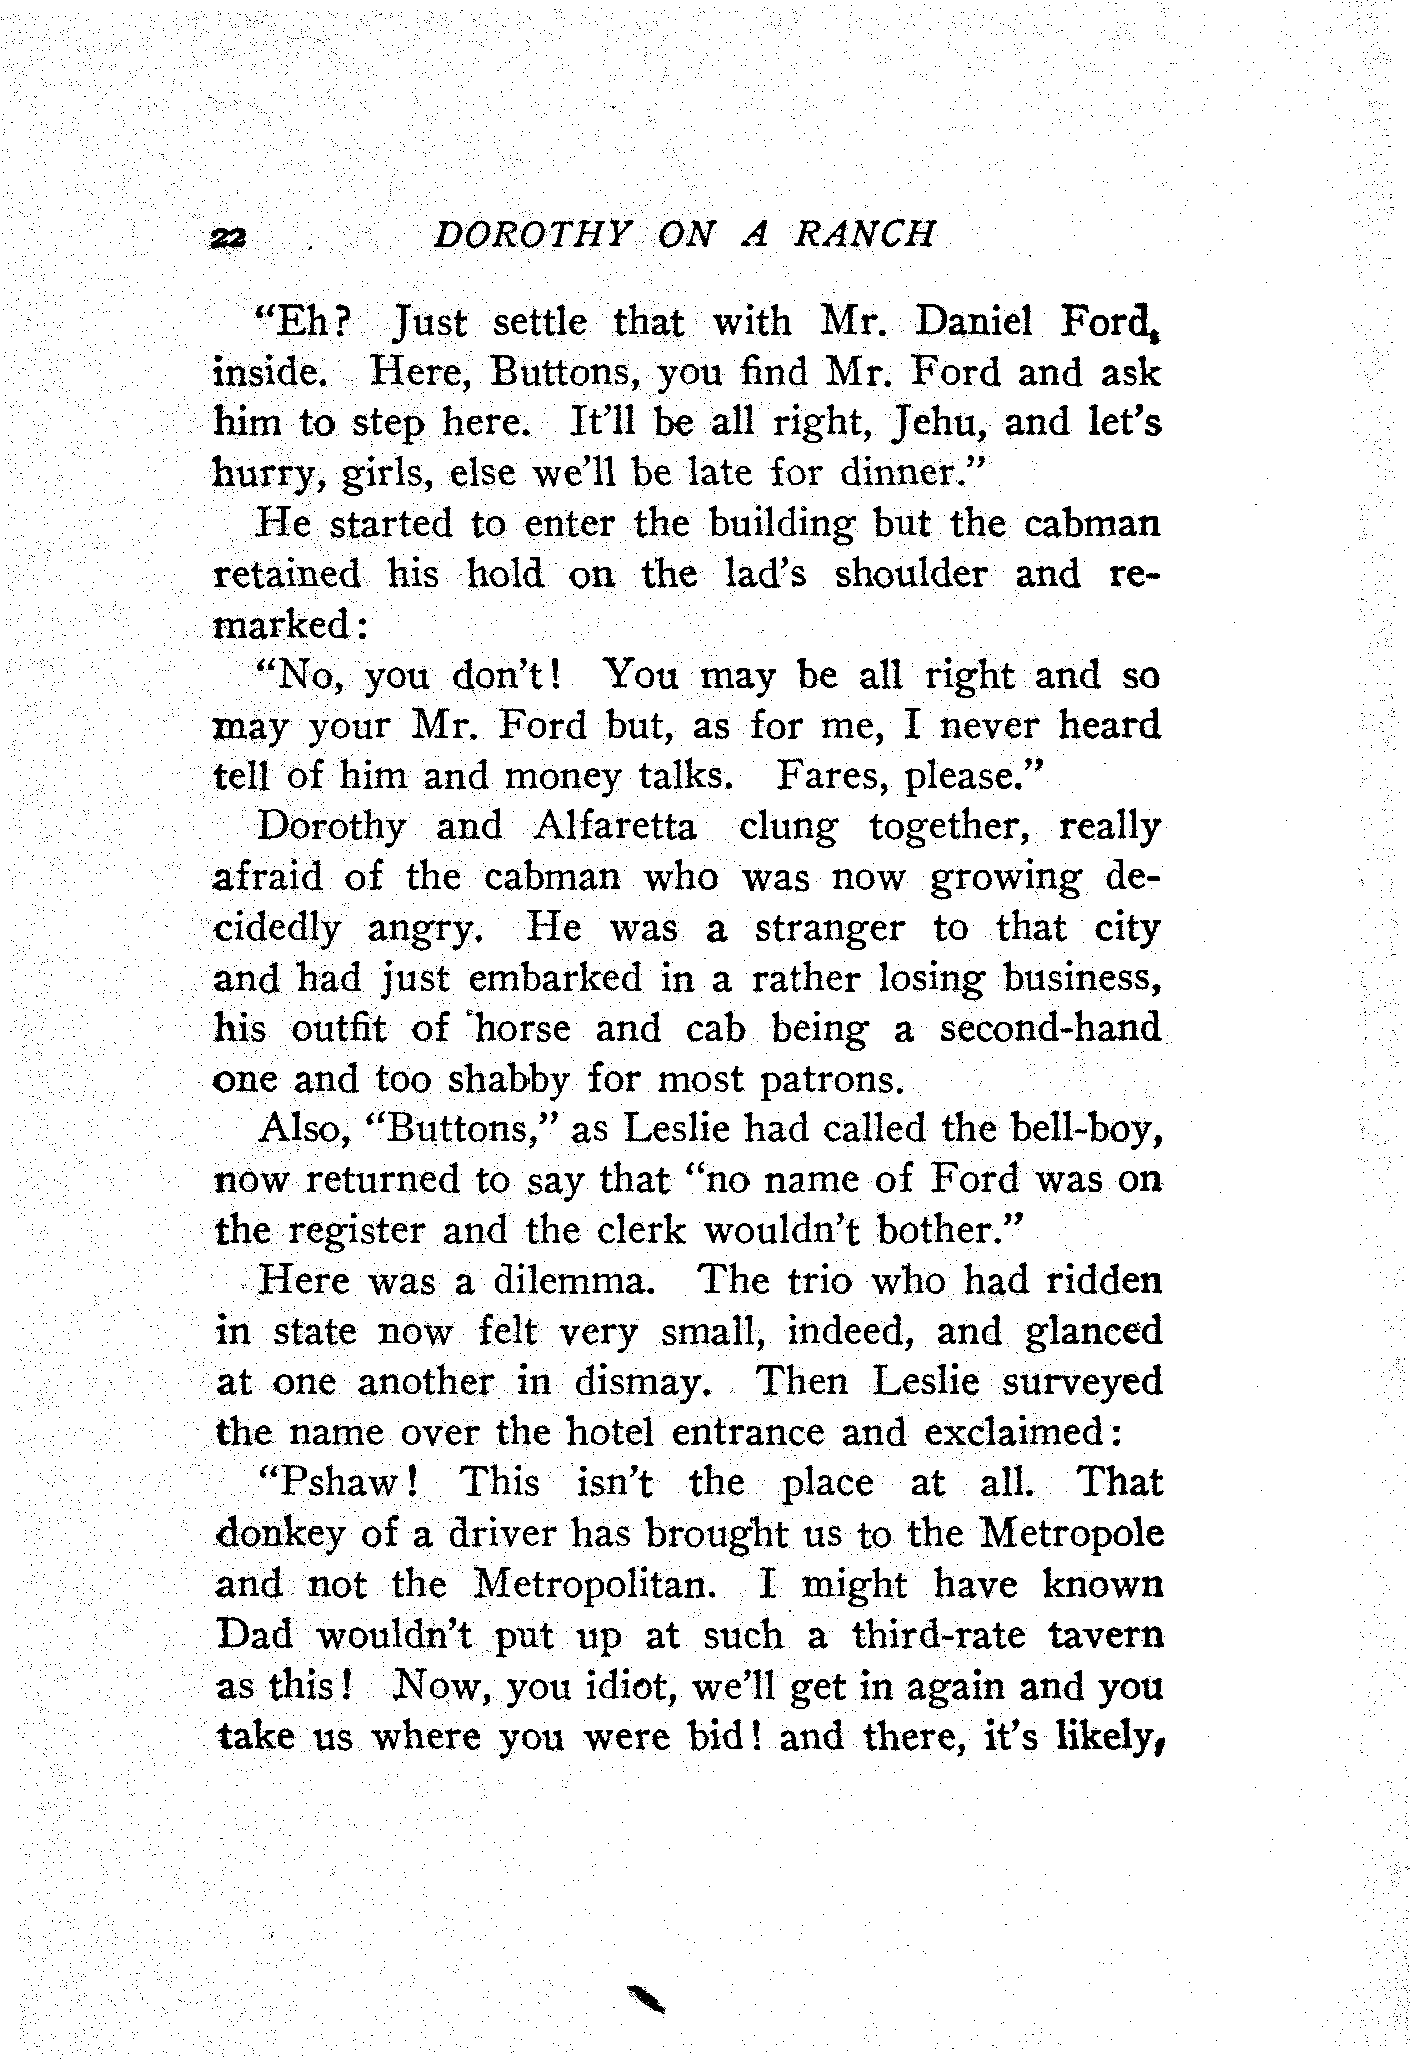 22 DOROTHY ON A RANCH
“Eh? Just settle that with Mr. Daniel Ford,
inside. Here, Buttons, you find Mr. Ford and ask
him to step here. It’ll be all right, Jehu, and let’s
hurry, girls, else we’ll be late for dinner.”
He started to enter the building but the cabman
retained his hold on the lad’s shoulder and re-
marked:
“No, you don’t! You may be all right and so
may your Mr. Ford but, as for me, I never heard
tell of him and money talks. Fares, please.”
Dorothy and Alfaretta clung together, really
afraid of the cabman who was now growing de-
cidedly angry. He was a stranger to that city
and had just embarked in a rather losing business,
his outfit of horse and cab being a second-hand
one and too shabby for most patrons.
Also, “Buttons,” as Leslie had called the bell-boy,
now returned to say that “no name of Ford was on
the register and the clerk wouldn’t bother.”
Here was a dilemma. The trio who had ridden
in state now felt very small, indeed, and glanced
at one another in dismay. Then Leslie surveyed
the name over the hotel entrance and exclaimed:
“Pshaw! This isn’t the place at all. That
donkey of a driver has brought us to the Metropole
and not the Metropolitan. I might have known
Dad wouldn’t put up at such a third-rate tavern
as this! Now, you idiot, we’ll get in again and you
take us where you were bid! and there, it’s likely,